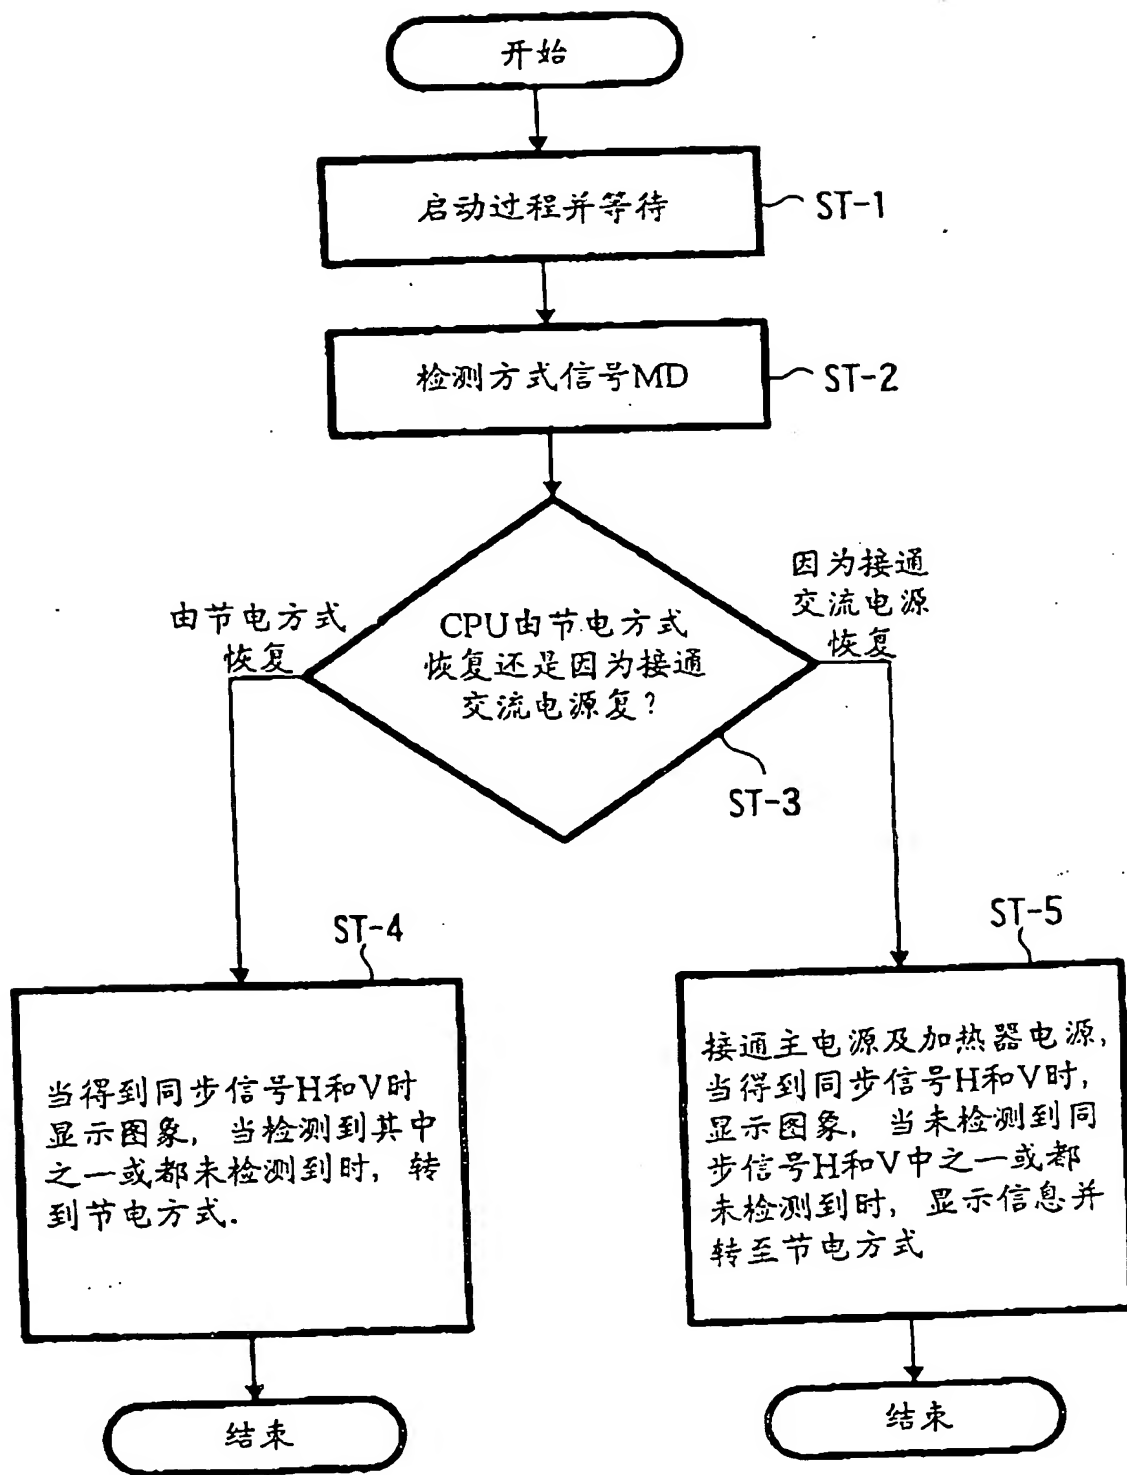 开始
启动过程并等待
ST-1
检测方式信号MD
ST-2
由节电方式
恢复
CPU由节电方式
恢复还是因为接通
交流电源复？
因为接通
交流电源
恢复
ST-3
ST-4
当得到同步信号H和V时
显示图象，当检测到其中
之一或都未检测到时，转
到节电方式.
结束
ST-5
接通主电源及加热器电源，
当得到同步信号H和V时，
显示图象，当未检测到同
步信号H和V中之一或都
未检测到时，显示信息并
转至节电方式
结束